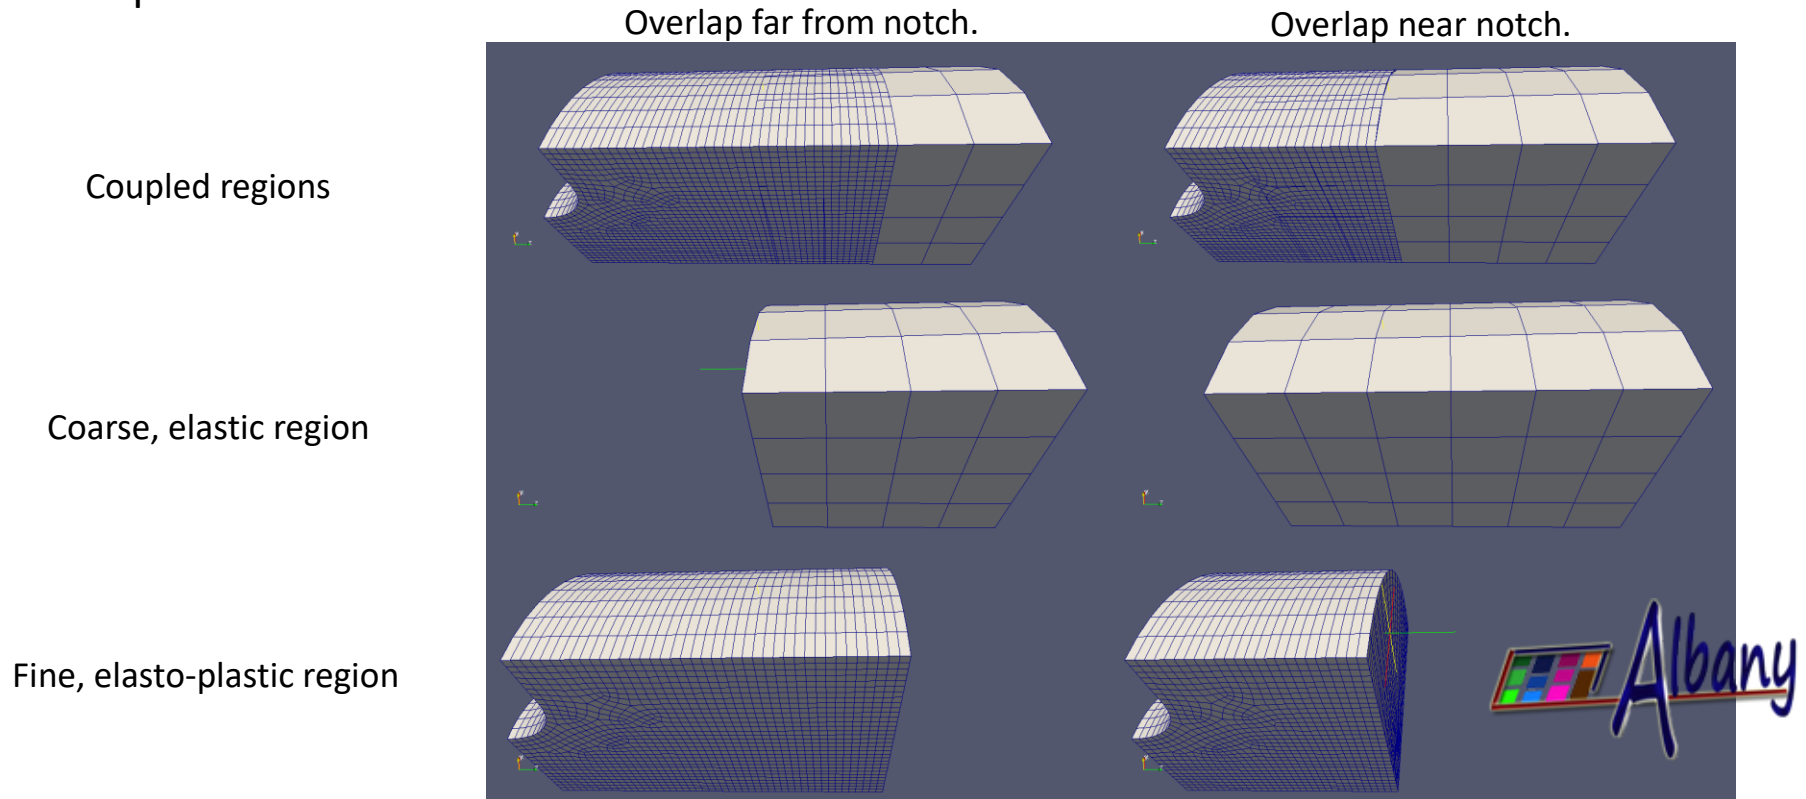 Overlap far from notch.
Overlap near notch.
Coupled regions
Coarse, elastic region
Fine, elasto-plastic region
Albany